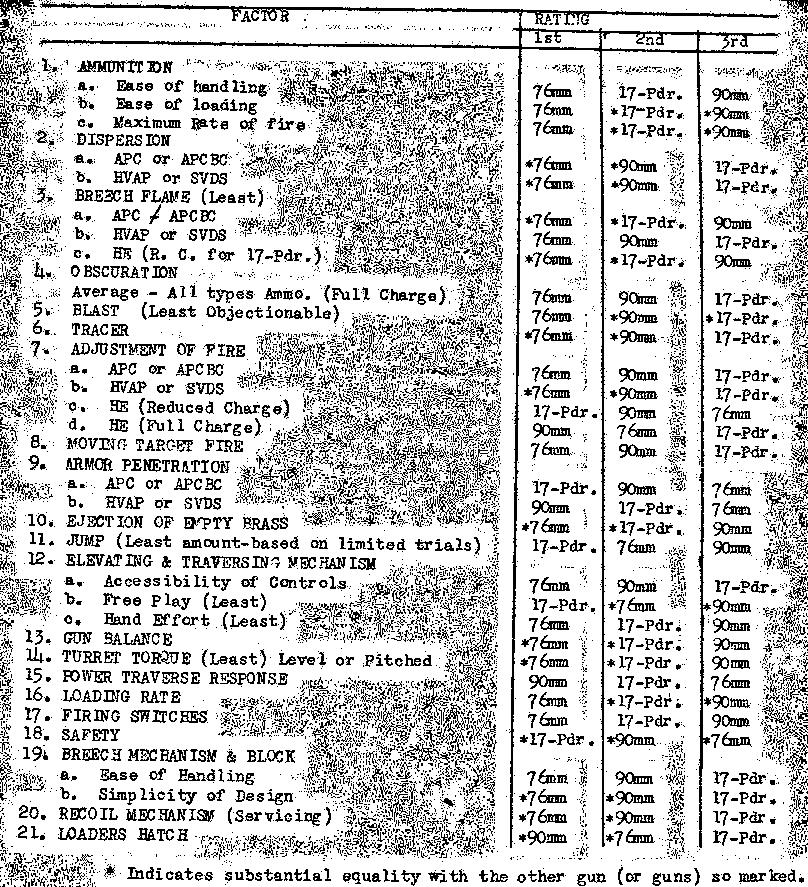 FACTOR RATING
1st 2nd 3rd
1. AMMUNITION
a. Ease of handling 76mm 17-Pdr. 90mm
b. Ease of loading 76mm *17-Pdr. *90mm
c. Maximum Rate of fire 76mm *17-Pdr. *90mm
2. DISPERSION
a. APC or APCBC *76mm *90mm 17-Pdr.
b. HVAP or SVDS *76mm *90mm 17-Pdr.
3. BREECH FLAME (Least)
a. APC / APCBC *76mm *17-Pdr. 90mm
b. HVAP or SVDS 76mm 90mm 17-Pdr.
c. HE (R. C. for 17-Pdr.) *76mm *17-Pdr. 90mm
4. OBSCURATION
Average - All types Ammo. (Full Charge) 76mm 90mm 17-Pdr.
5. BLAST (Least Objectionable) 76mm *90mm *17-Pdr.
6. TRACER *76mm *90mm 17-Pdr.
7. ADJUSTMENT OF FIRE
a. APC or APCBC 76mm 90mm 17-Pdr.
b. HVAP or SVDS *76mm *90mm 17-Pdr.
c. HE (Reduced Charge) 17-Pdr. 90mm 76mm
d. HE (Full Charge) 90mm 76mm 17-Pdr.
8. MOVING TARGET FIRE 76mm 90mm 17-Pdr.
9. ARMOR PENETRATION
a. APC or APCBC 17-Pdr. 90mm 76mm
b. HVAP or SVDS 90mm 17-Pdr. 76mm
10. EJECTION OF EMPTY BRASS *76mm *17-Pdr. 90mm
11. JUMP (Least amount-based on limited trials) 17-Pdr. 76mm 90mm
12. ELEVATING & TRAVERSING MECHANISM
a. Accessibility of Controls 76mm 90mm 17-Pdr.
b. Free Play (Least) 17-Pdr. *76mm *90mm
c. Hand Effort (Least) 76mm 17-Pdr. 90mm
13. GUN BALANCE *76mm *17-Pdr. 90mm
14. TURRET TORQUE (Least) Level or Pitched *76mm *17-Pdr. 90mm
15. POWER TRAVERSE RESPONSE 90mm 17-Pdr. 76mm
16. LOADING RATE 76mm *17-Pdr. *90mm
17. FIRING SWITCHES 76mm 17-Pdr. 90mm
18. SAFETY *17-Pdr. *90mm *76mm
19. BREECH MECHANISM & BLOCK
a. Ease of Handling 76mm 90mm 17-Pdr.
b. Simplicity of Design *76mm *90mm 17-Pdr.
20. RECOIL MECHANISM (Servicing) *76mm *90mm 17-Pdr.
21. LOADERS HATCH *90mm *76mm 17-Pdr.
* Indicates substantial equality with the other gun (or guns) so marked.